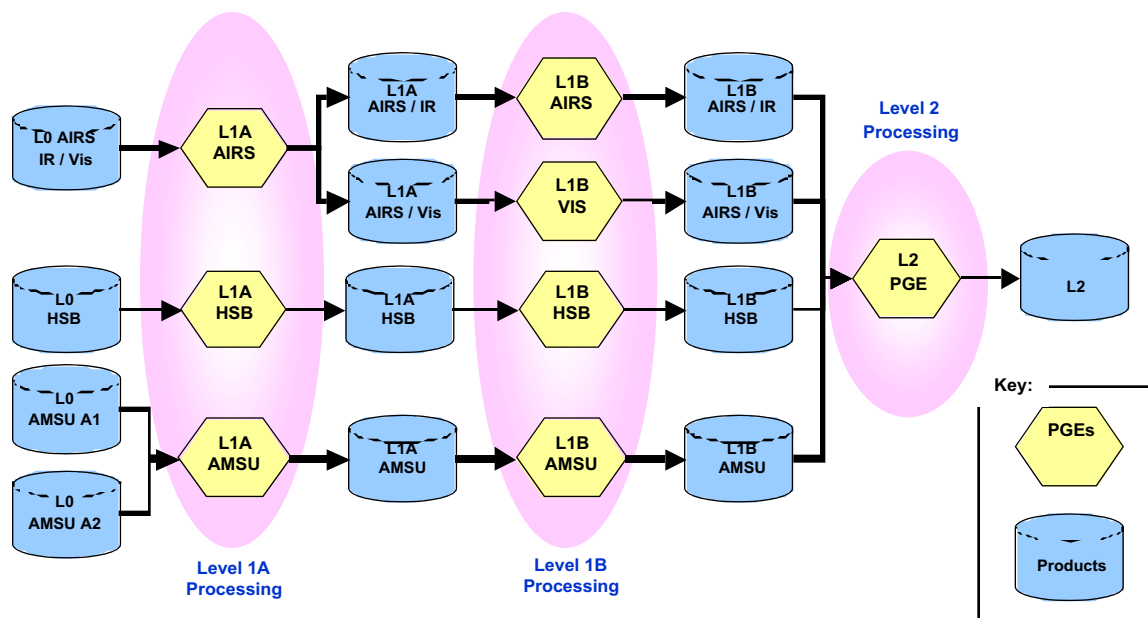 L0 AIRS
IR / Vis
L1A
AIRS
L1A
AIRS / IR
L1B
AIRS
L1B
AIRS / IR
L1A
AIRS / Vis
L1B
VIS
L1B
AIRS / Vis
Level 2
Processing
L2
PGE
L2
L0
HSB
L1A
HSB
L1A
HSB
L1B
HSB
L1B
HSB
L0
AMSU A1
L0
AMSU A2
L1A
AMSU
L1A
AMSU
L1B
AMSU
L1B
AMSU
Level 1A
Processing
Level 1B
Processing
Key:
PGEs
Products